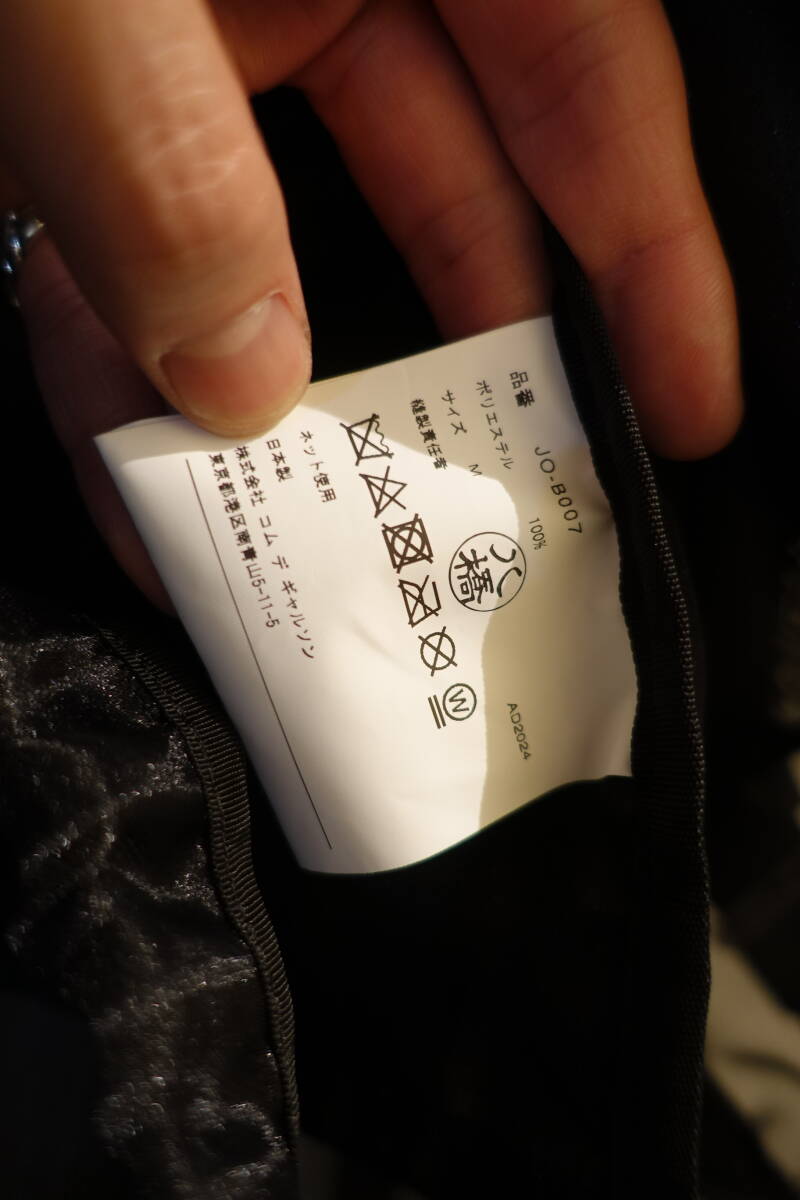 品番 JO-B007
ポリエステル 100%
サイズ M
AD2024
縫製責任者 八橋
W
ネット使用
日本製
株式会社 コム デ ギャルソン
東京都港区南青山5-11-5